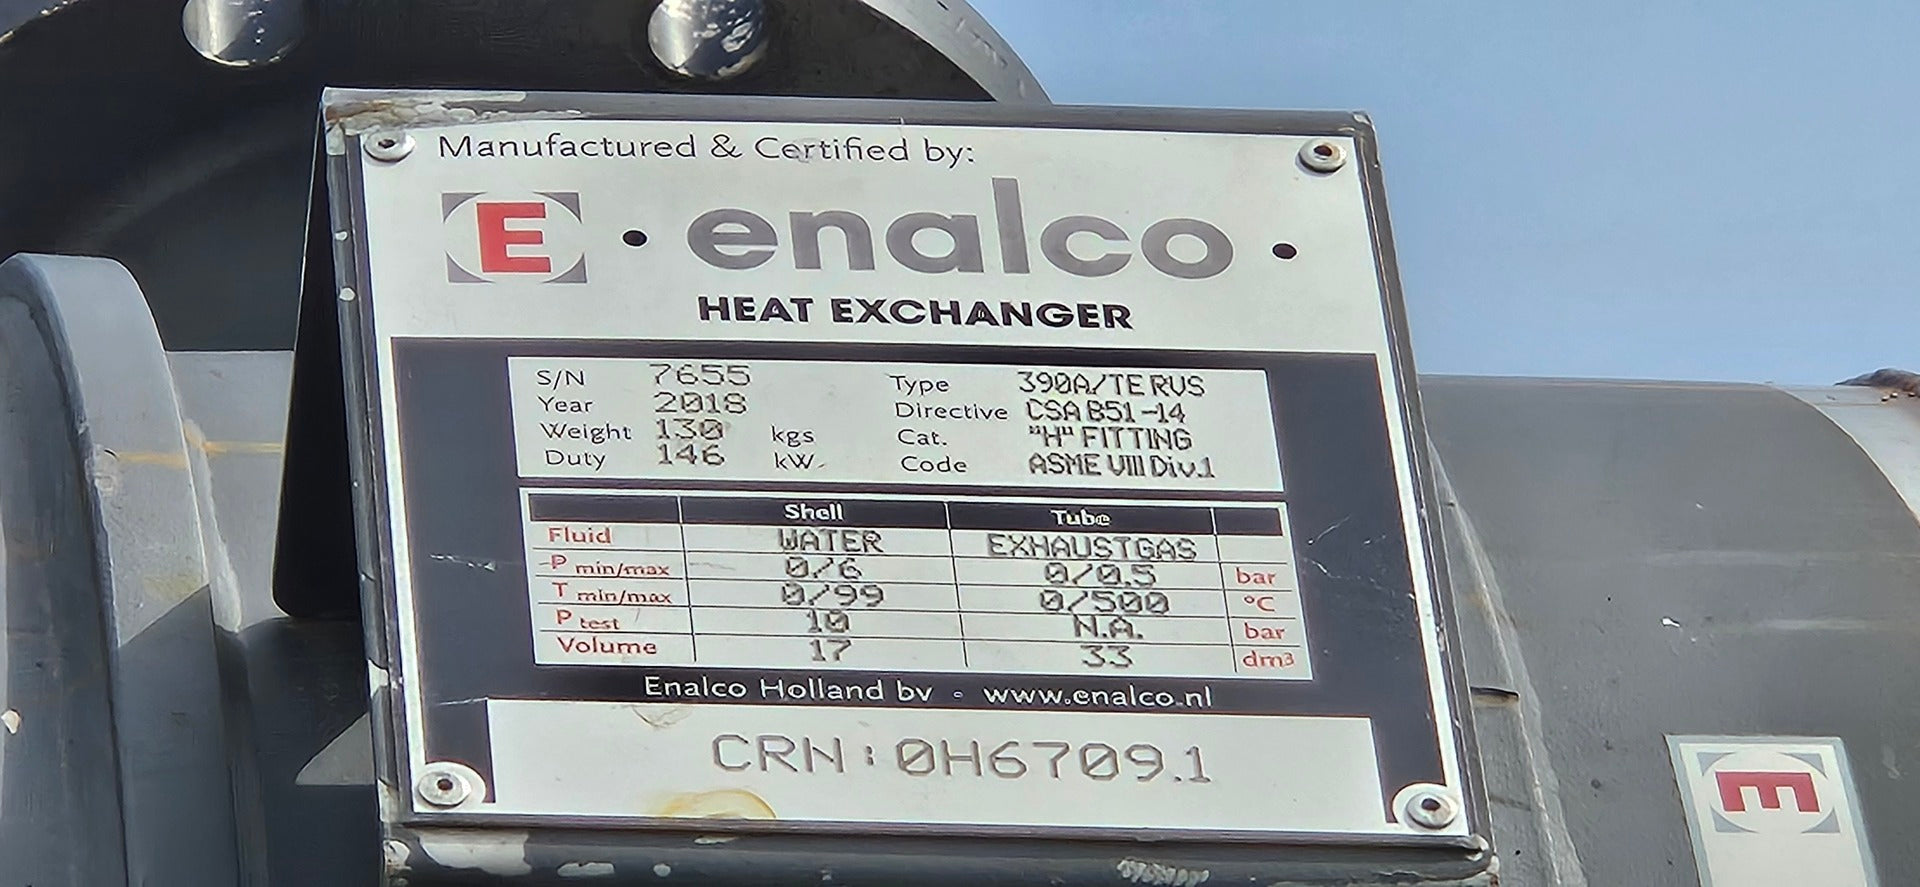 Manufactured & Certified by:
E • enalco •
HEAT EXCHANGER
S/N 7655 Type 390A/TE RVS
Year 2018 Directive CSA B51-14
Weight 130 kgs Cat. "H" FITTING
Duty 146 kW Code ASME VIII Div.1
Shell Tube
Fluid WATER EXHAUSTGAS
P min/max 0/6 0/0.5 bar
T min/max 0/99 0/500 °C
P test 10 N.A. bar
Volume 17 33 dm³
Enalco Holland bv ◦ www.enalco.nl
CRN: 0H6709.1
E